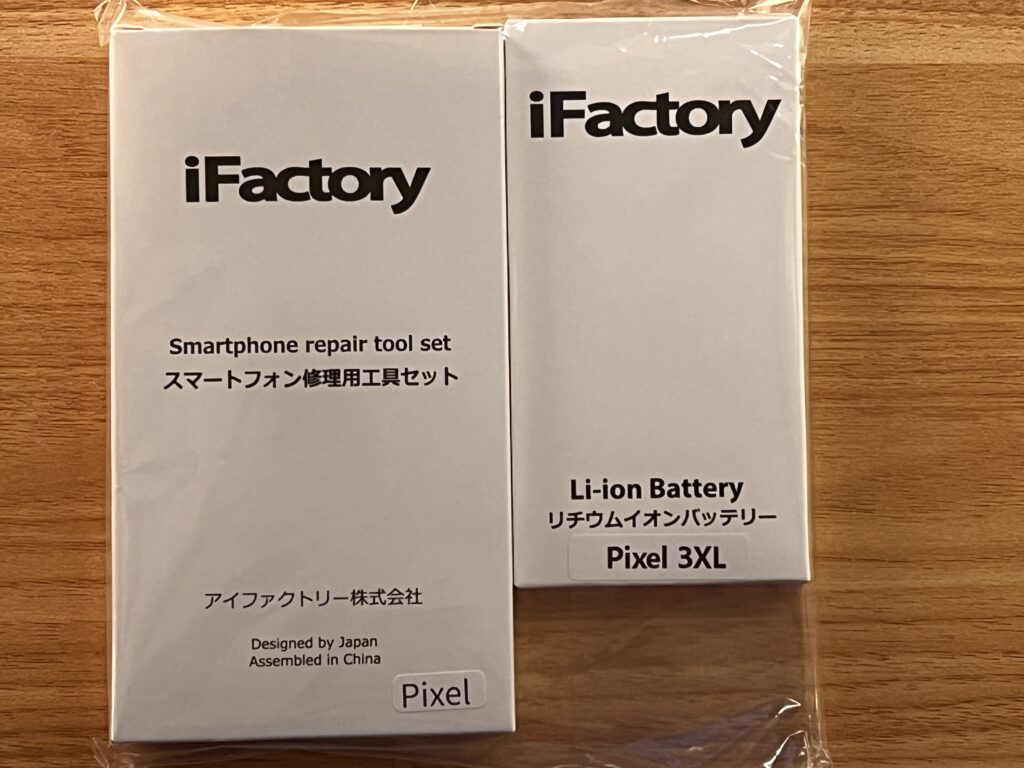 iFactory
Smartphone repair tool set
スマートフォン修理用工具セット
アイファクトリー株式会社
Designed by Japan
Assembled in China
Pixel
iFactory
Li-ion Battery
リチウムイオンバッテリー
Pixel 3XL